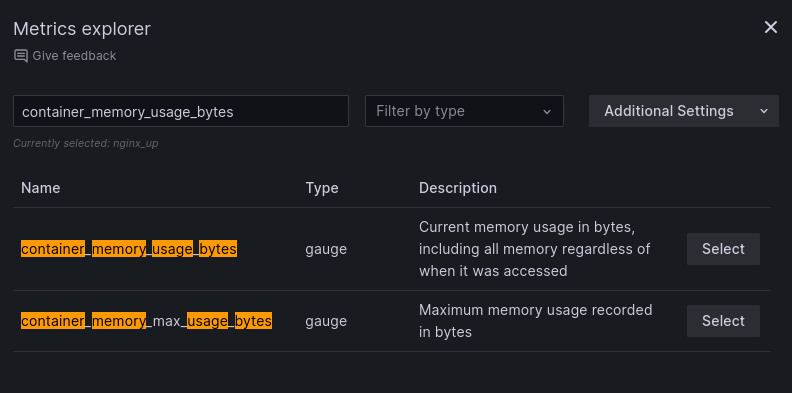 Metrics explorer
Give feedback
container_memory_usage_bytes
Filter by type
Additional Settings
Currently selected: nginx_up
Name Type Description
container_memory_usage_bytes gauge Current memory usage in bytes,
including all memory regardless of
when it was accessed
Select
container_memory_max_usage_bytes gauge Maximum memory usage recorded
in bytes
Select